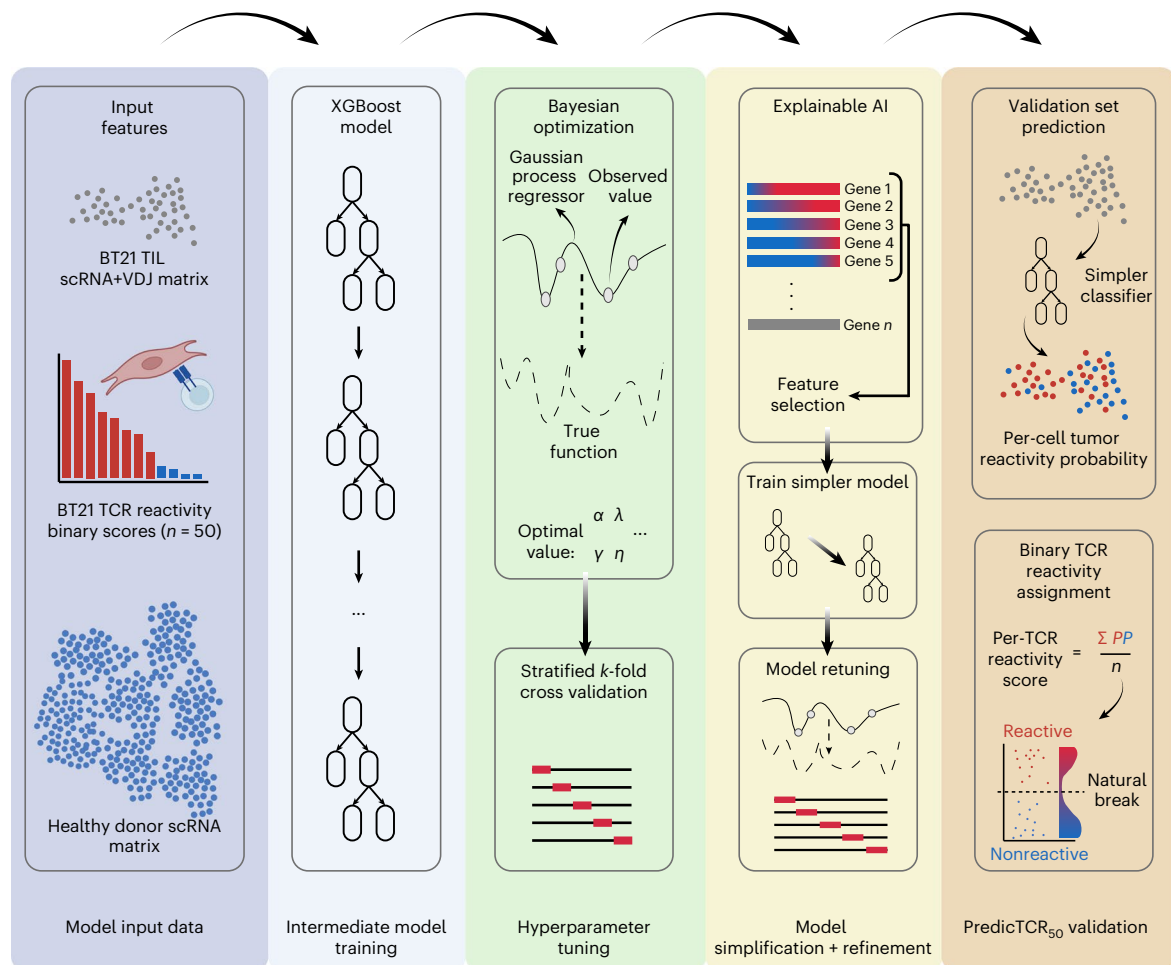 Input
features
BT21 TIL
scRNA+VDJ matrix
BT21 TCR reactivity
binary scores (n = 50)
Healthy donor scRNA
matrix
Model input data
XGBoost
model
...
Intermediate model
training
Bayesian
optimization
Gaussian
process
regressor
Observed
value
True
function
Optimal
value:
α λ
...
γ η
Stratified k-fold
cross validation
Hyperparameter
tuning
Explainable AI
Gene 1
Gene 2
Gene 3
Gene 4
Gene 5
Gene n
Feature
selection
Train simpler model
Model retuning
Model
simplification + refinement
Validation set
prediction
Simpler
classifier
Per-cell tumor
reactivity probability
Binary TCR
reactivity
assignment
Per-TCR
reactivity
score
= Σ PP
n
Reactive
Natural
break
Nonreactive
PredicTCR₅₀ validation